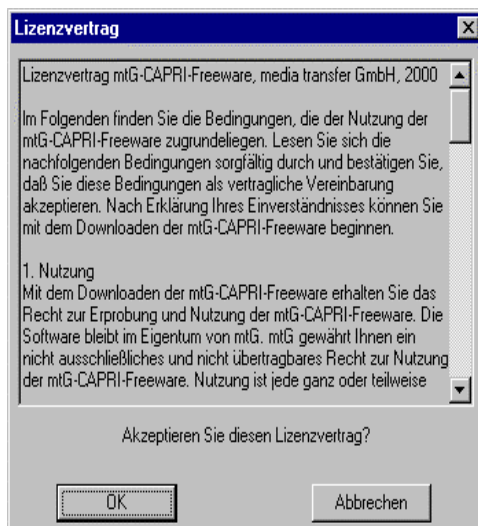 Lizenzvertrag
Lizenzvertrag mtG-CAPRI-Freeware, media transfer GmbH, 2000
Im Folgenden finden Sie die Bedingungen, die der Nutzung der
mtG-CAPRI-Freeware zugrundeliegen. Lesen Sie sich die
nachfolgenden Bedingungen sorgfältig durch und bestätigen Sie,
daß Sie diese Bedingungen als vertragliche Vereinbarung
akzeptieren. Nach Erklärung Ihres Einverständnisses können Sie
mit dem Downloaden der mtG-CAPRI-Freeware beginnen.
1. Nutzung
Mit dem Downloaden der mtG-CAPRI-Freeware erhalten Sie das
Recht zur Erprobung und Nutzung der mtG-CAPRI-Freeware. Die
Software bleibt im Eigentum von mtG. mtG gewährt Ihnen ein
nicht ausschließliches und nicht übertragbares Recht zur Nutzung
der mtG-CAPRI-Freeware. Nutzung ist jede ganz oder teilweise
Akzeptieren Sie diesen Lizenzvertrag?
OK
Abbrechen